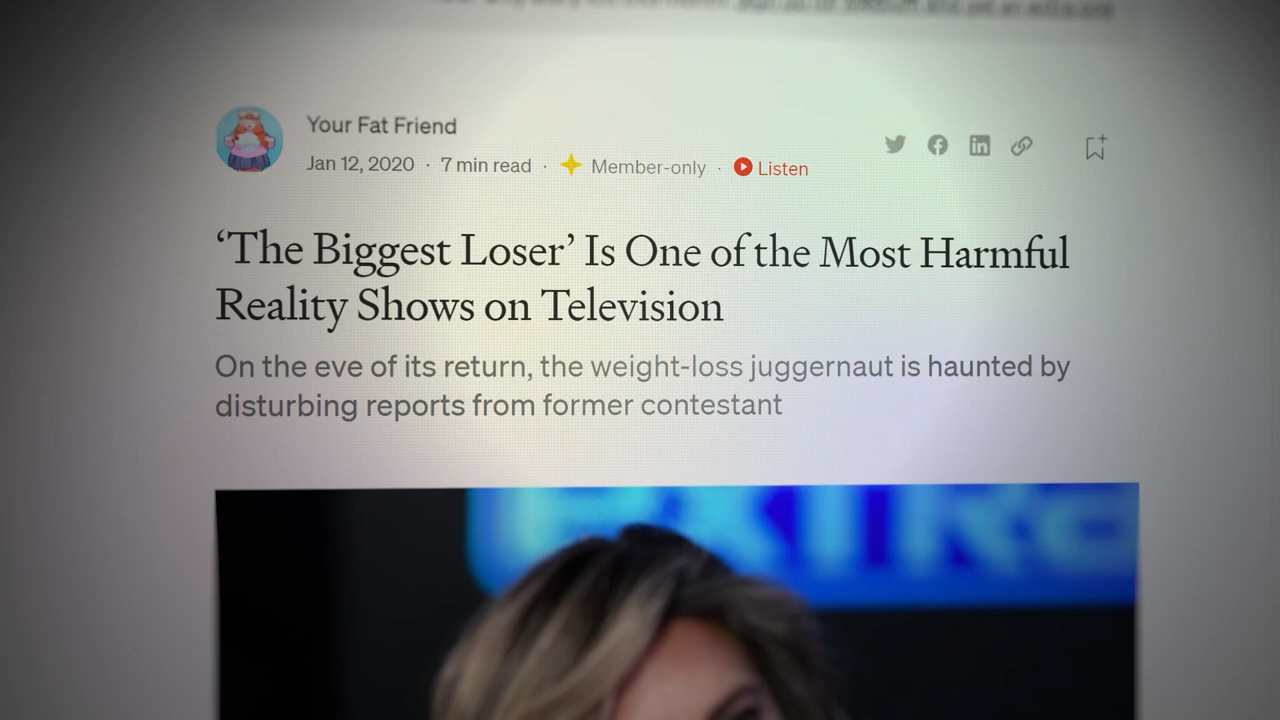 Your Fat Friend
Jan 12, 2020 · 7 min read · Member-only · Listen
‘The Biggest Loser’ Is One of the Most Harmful
Reality Shows on Television
On the eve of its return, the weight-loss juggernaut is haunted by
disturbing reports from former contestant
EXTRA